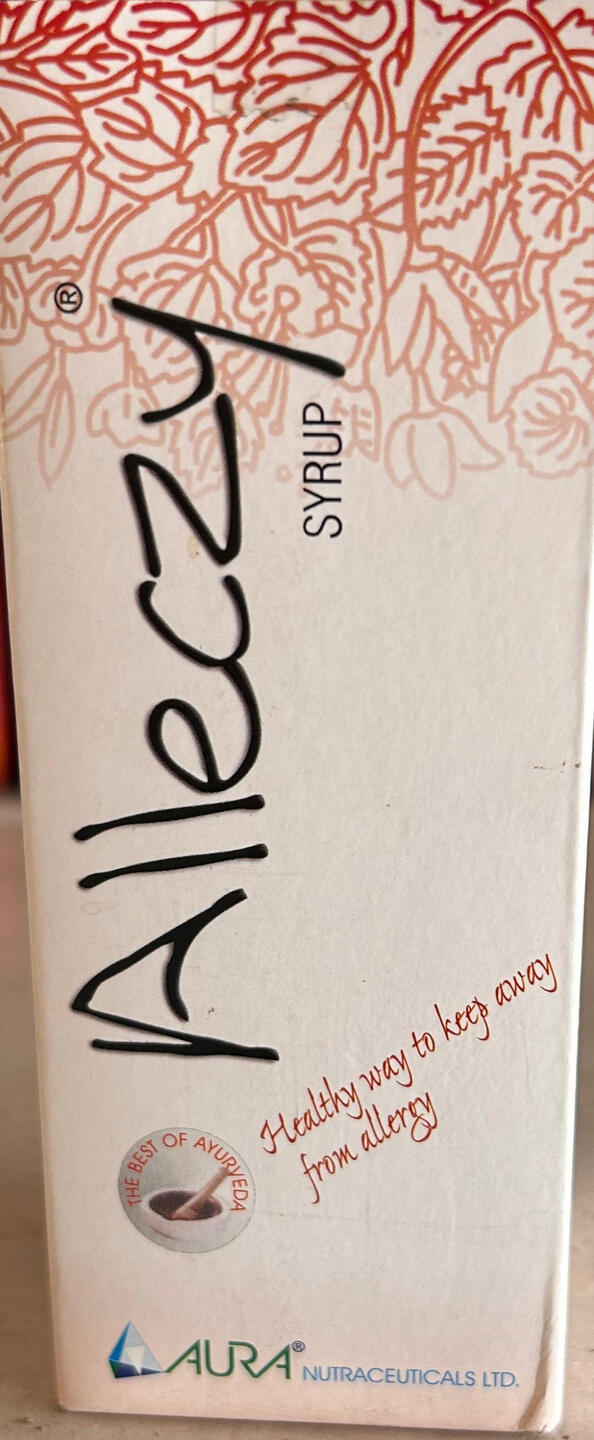 Alleczy®
SYRUP
Healthy way to keep away
from allergy
THE BEST OF AYURVEDA
AURA® NUTRACEUTICALS LTD.